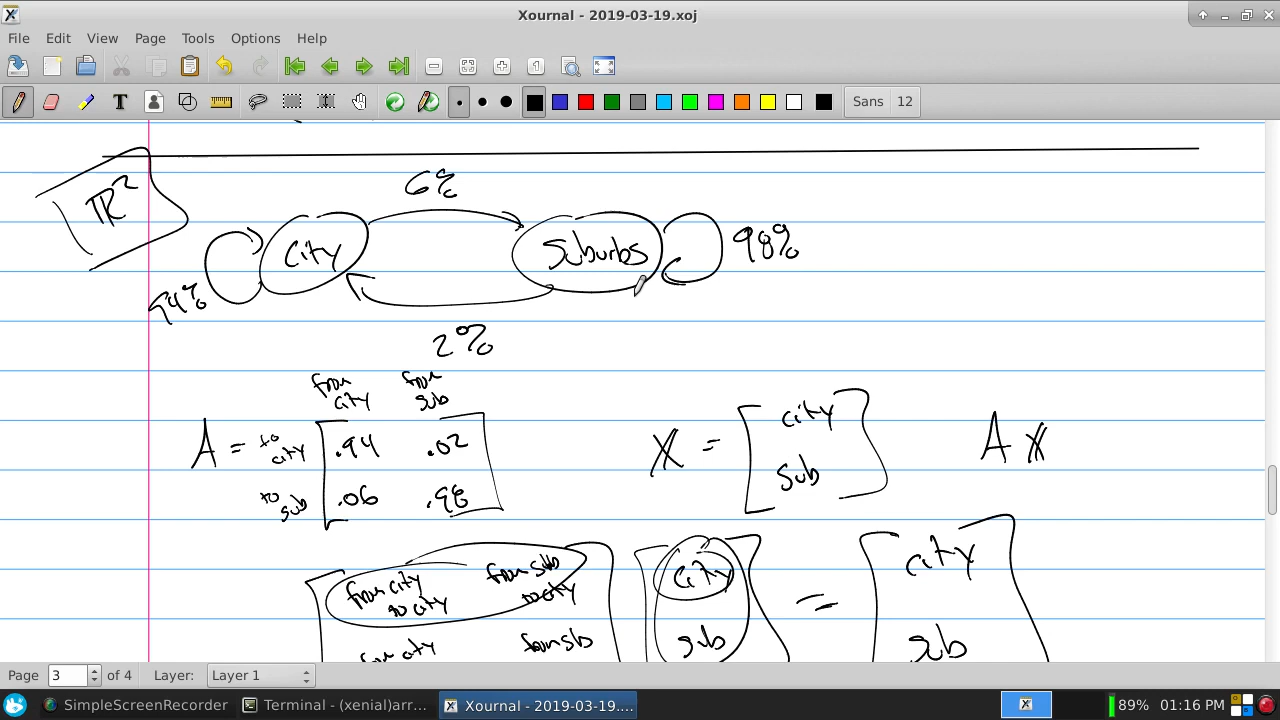 Xournal - 2019-03-19.xoj
File Edit View Page Tools Options Help
Sans 12
ℝ²
6%
City Suburbs 98%
94%
2%
from city from sub
A = to city .94 .02
to sub .06 .98
X = city
sub
A X
from city to city from sub to city city = city
from city from sub sub sub
Page 3 of 4 Layer: Layer 1
SimpleScreenRecorder Terminal - (xenial)arr... Xournal - 2019-03-19.... 89% 01:16 PM